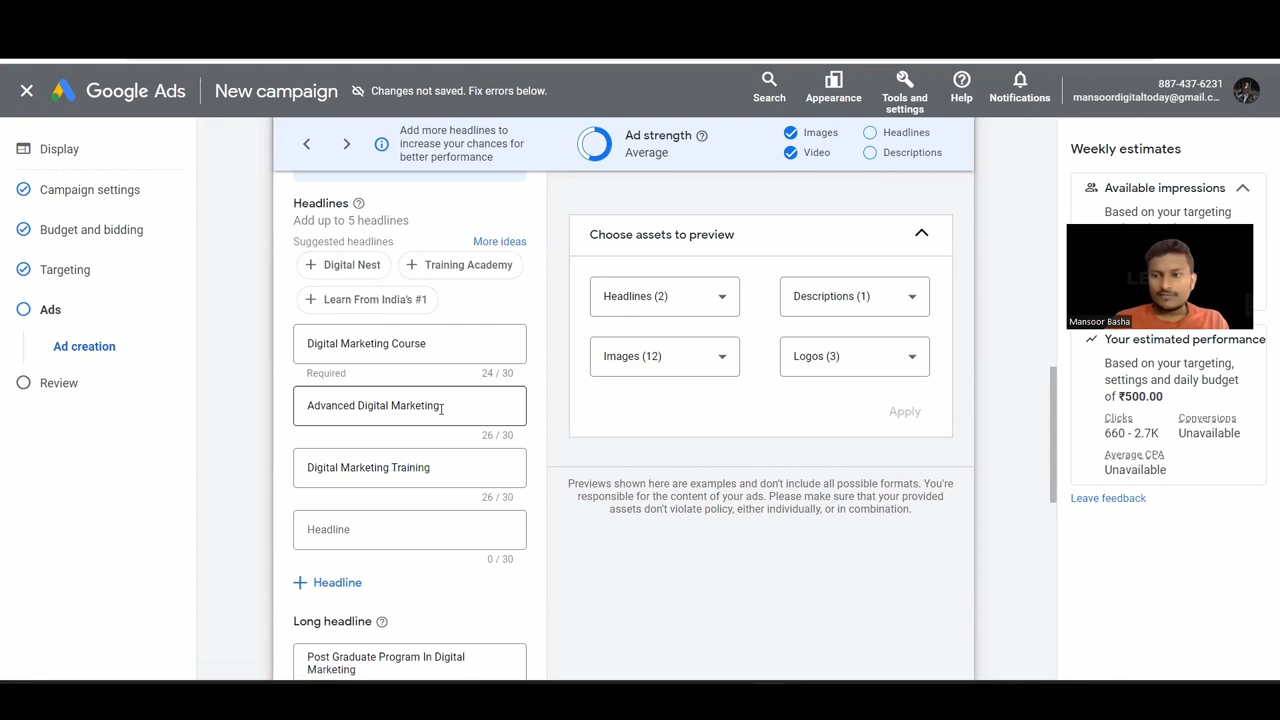 Google Ads
New campaign
Changes not saved. Fix errors below.
Search
Appearance
Tools and
settings
Help
Notifications
887-437-6231
mansoordigitaltoday@gmail.c...
Display
Campaign settings
Budget and bidding
Targeting
Ads
Ad creation
Review
Add more headlines to
increase your chances for
better performance
Ad strength
Average
Images
Headlines
Video
Descriptions
Headlines
Add up to 5 headlines
Suggested headlines
More ideas
+ Digital Nest
+ Training Academy
+ Learn From India's #1
Digital Marketing Course
Required
24 / 30
Advanced Digital Marketing
26 / 30
Digital Marketing Training
26 / 30
Headline
0 / 30
+ Headline
Long headline
Post Graduate Program In Digital
Marketing
Choose assets to preview
Headlines (2)
Descriptions (1)
Images (12)
Logos (3)
Apply
Previews shown here are examples and don't include all possible formats. You're
responsible for the content of your ads. Please make sure that your provided
assets don't violate policy, either individually, or in combination.
Weekly estimates
Available impressions
Based on your targeting
Mansoor Basha
Your estimated performance
Based on your targeting,
settings and daily budget
of ₹500.00
Clicks
Conversions
660 - 2.7K
Unavailable
Average CPA
Unavailable
Leave feedback